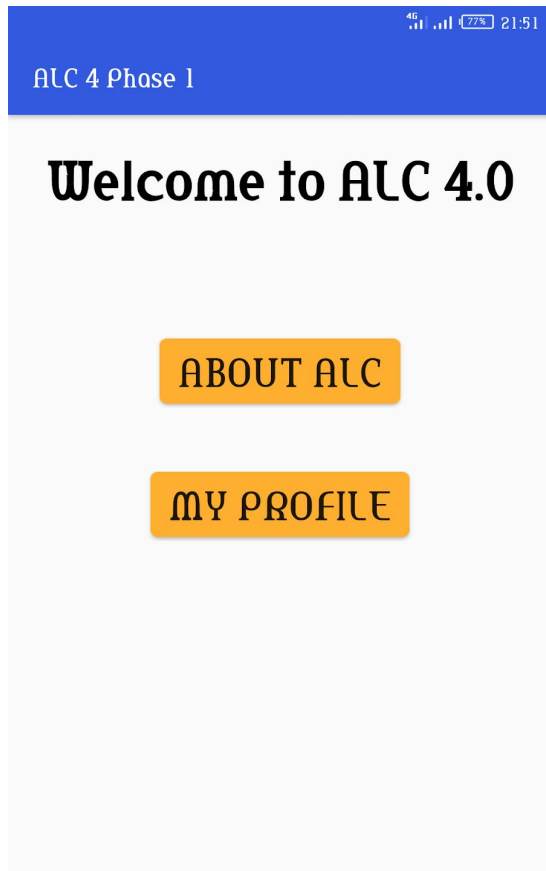 4G 77% 21:51
ALC 4 Phase 1
Welcome to ALC 4.0
ABOUT ALC
MY PROFILE